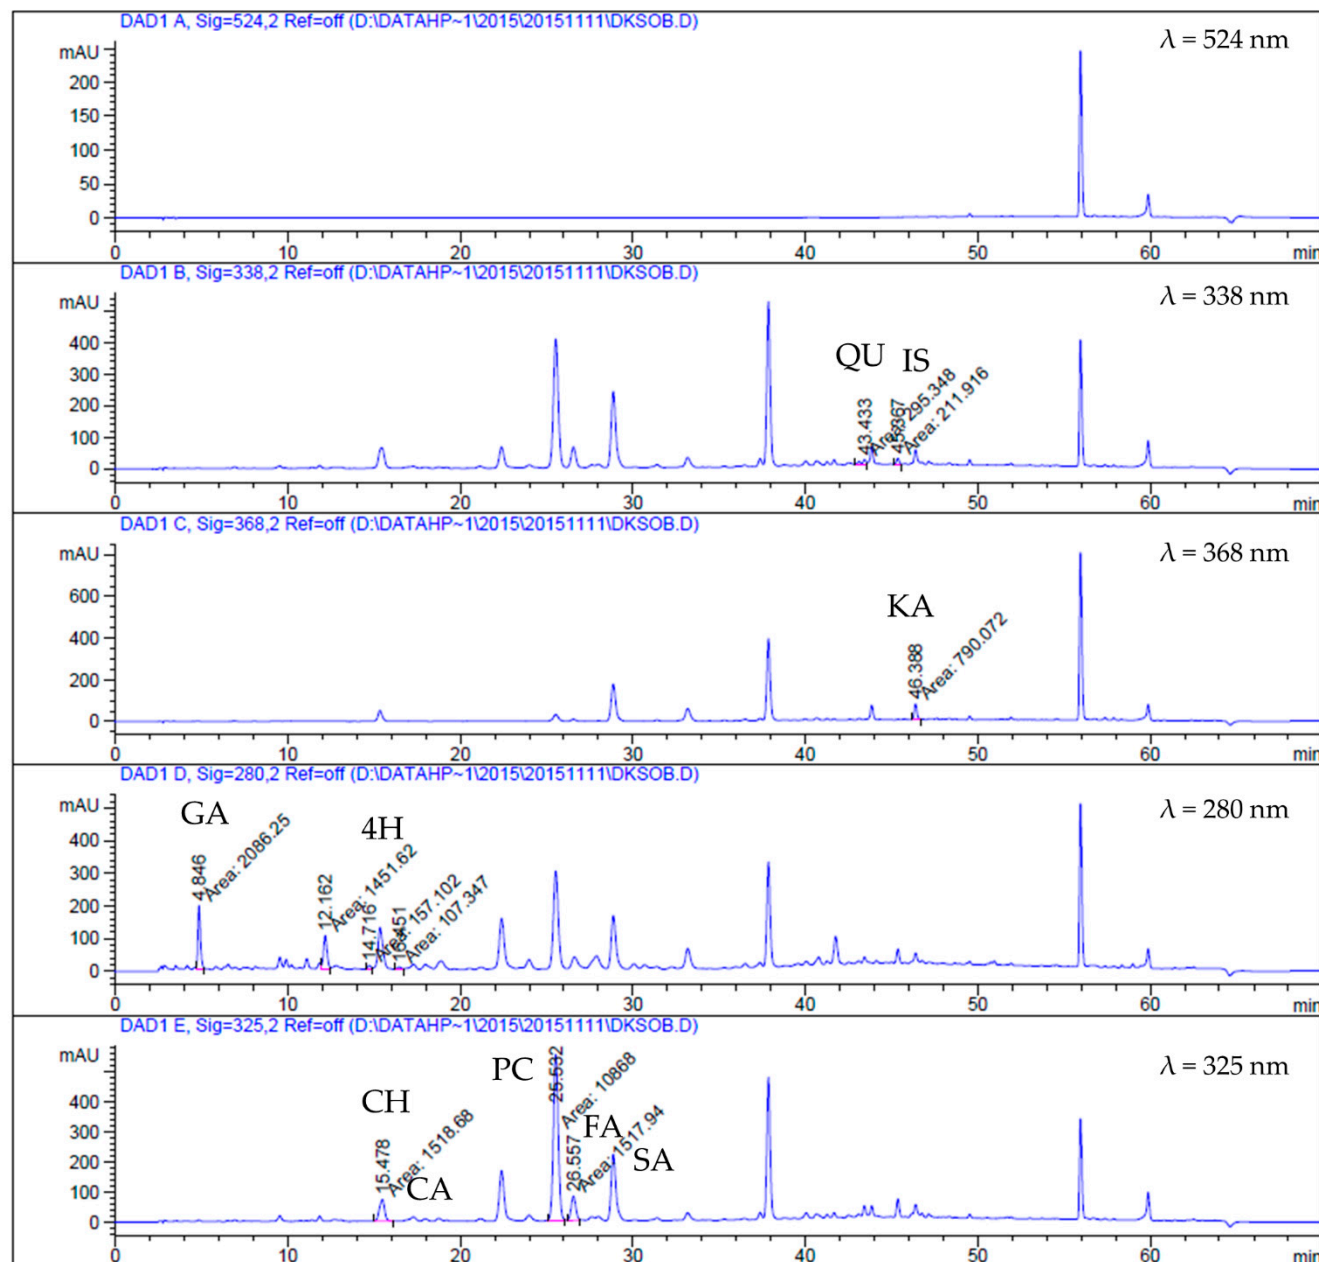 DAD1 A, Sig=524,2 Ref=off (D:\DATAHP~1\2015\20151111\DKSOB.D)
λ = 524 nm
mAU
200
150
100
50
0
0 10 20 30 40 50 60 min
DAD1 B, Sig=338,2 Ref=off (D:\DATAHP~1\2015\20151111\DKSOB.D)
λ = 338 nm
mAU
400
300
200
100
0
QU IS
43.433
Area: 295.348
45.367
Area: 211.916
0 10 20 30 40 50 60 min
DAD1 C, Sig=368,2 Ref=off (D:\DATAHP~1\2015\20151111\DKSOB.D)
λ = 368 nm
mAU
600
400
200
0
KA
46.388
Area: 790.072
0 10 20 30 40 50 60 min
DAD1 D, Sig=280,2 Ref=off (D:\DATAHP~1\2015\20151111\DKSOB.D)
λ = 280 nm
mAU
400
300
200
100
0
GA
4H
4.846
Area: 2086.25
12.162
Area: 1451.62
14.716
Area: 157.102
16.451
Area: 107.347
0 10 20 30 40 50 60 min
DAD1 E, Sig=325,2 Ref=off (D:\DATAHP~1\2015\20151111\DKSOB.D)
λ = 325 nm
mAU
400
300
200
100
0
CH
CA
PC
FA
SA
15.478
Area: 1518.68
25.532
Area: 10868
26.557
Area: 1517.94
0 10 20 30 40 50 60 min